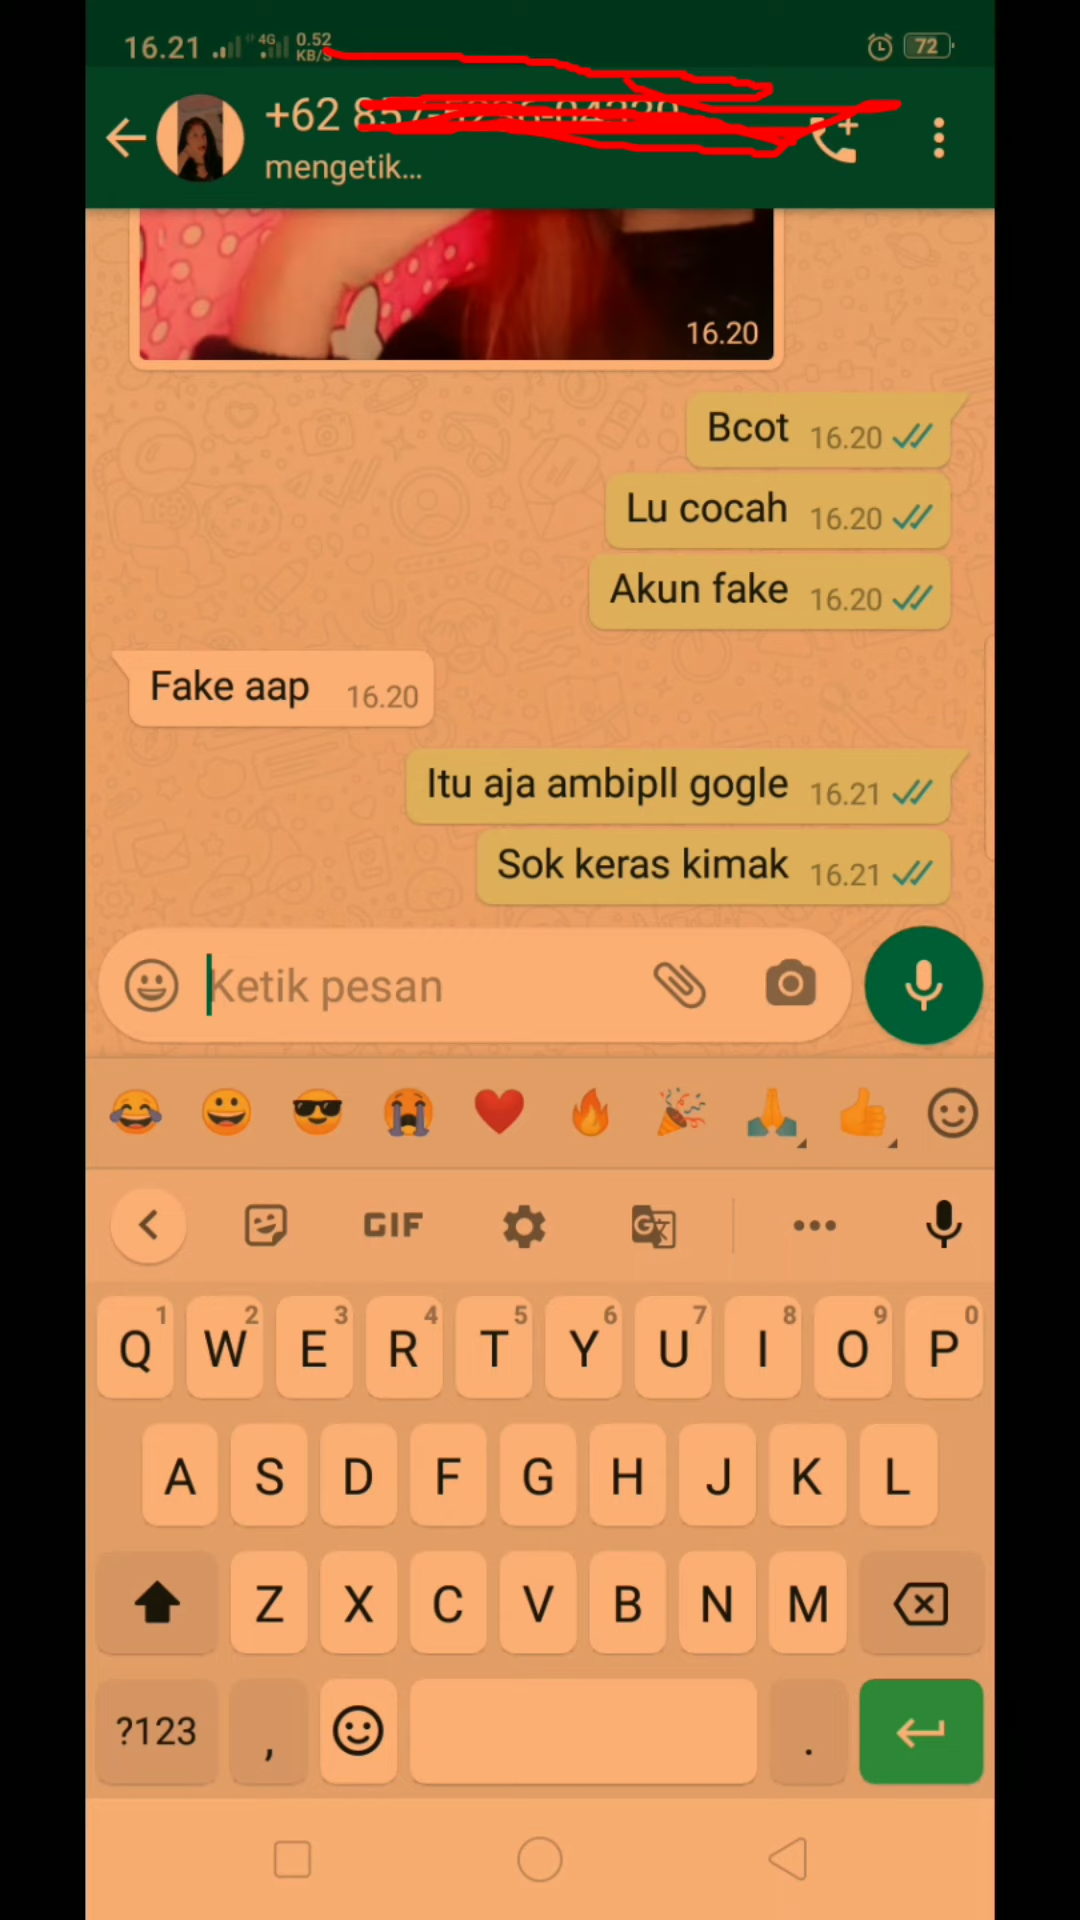 16.21 4G 0.52
KB/S
72
+62
mengetik...
16.20
Bcot 16.20
Lu cocah 16.20
Akun fake 16.20
Fake aap 16.20
Itu aja ambipll gogle 16.21
Sok keras kimak 16.21
Ketik pesan
GIF
1 2 3 4 5 6 7 8 9 0
Q W E R T Y U I O P
A S D F G H J K L
Z X C V B N M
?123 , .